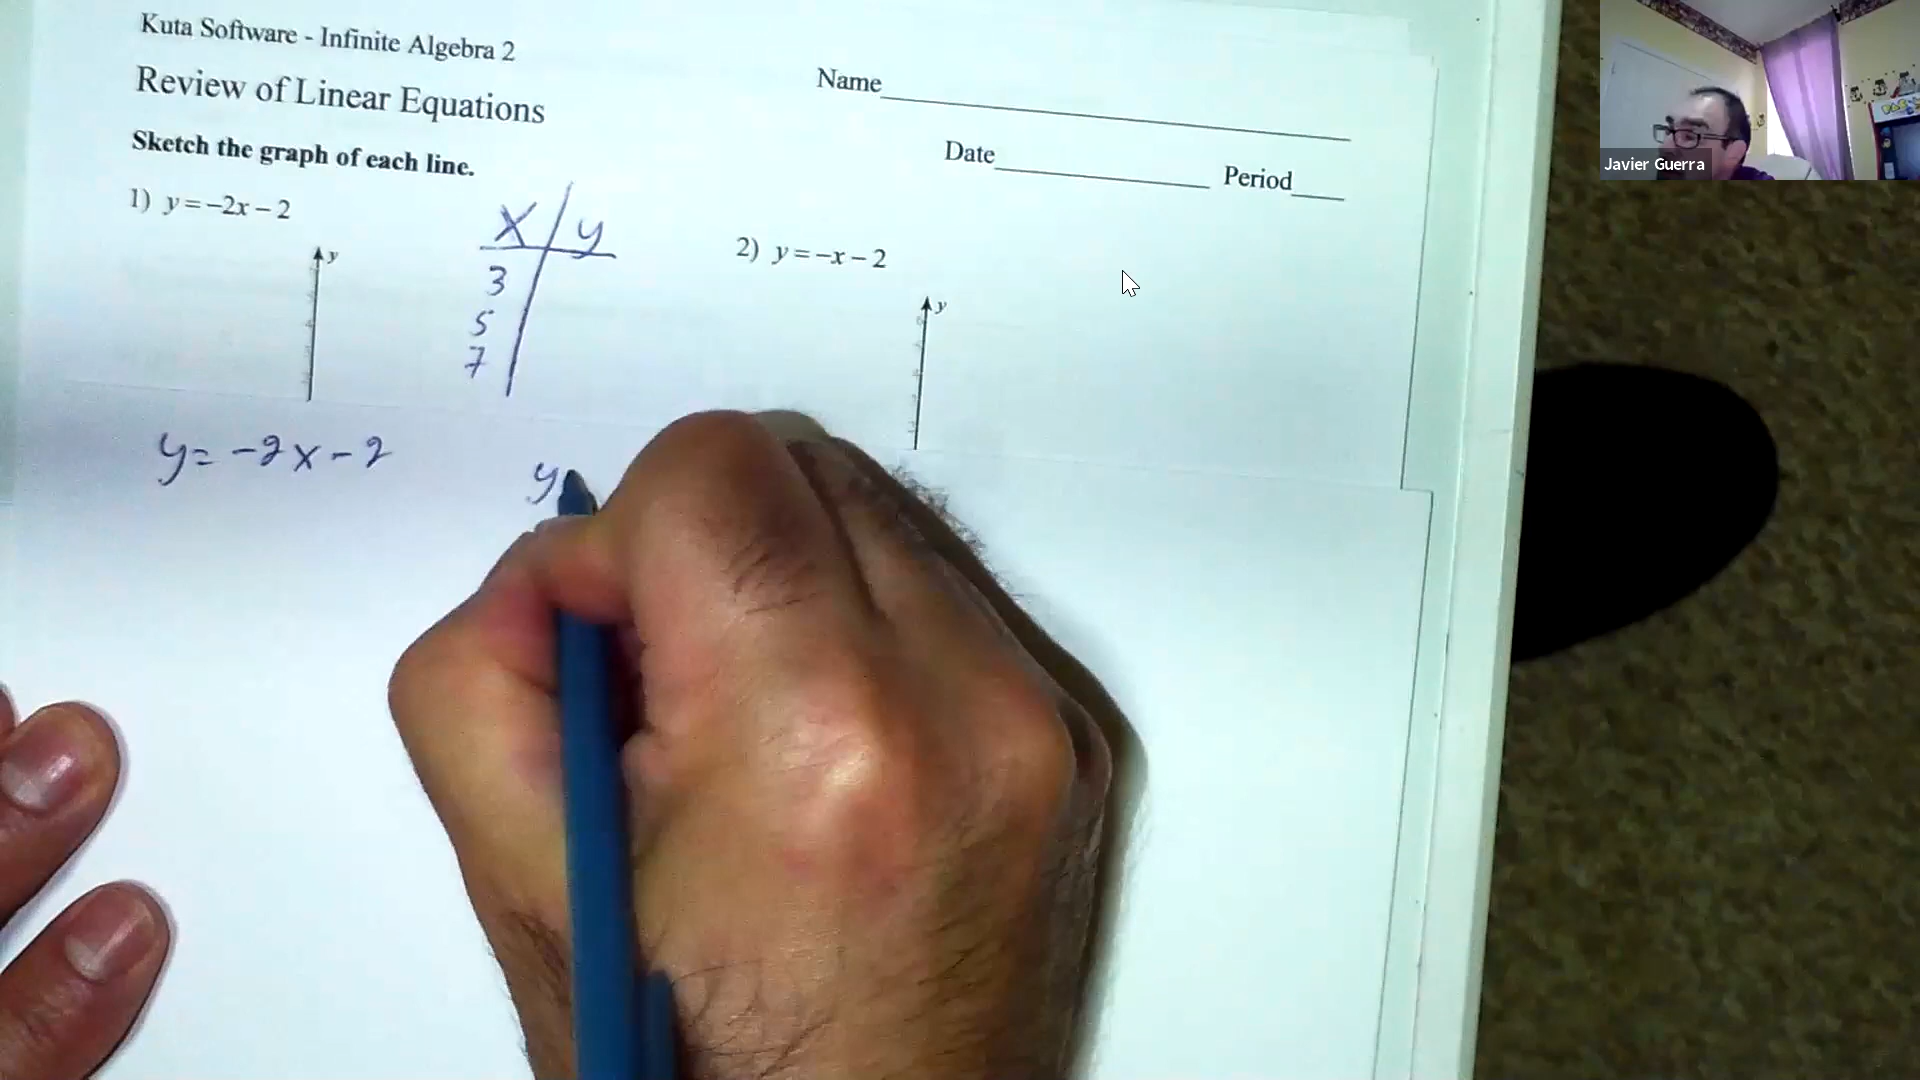 Kuta Software - Infinite Algebra 2
Review of Linear Equations
Name
Date Period
Sketch the graph of each line.
1) y=−2x−2
x y
3
5
7
y
2) y=−x−2
y
y=-2x-2
y
Javier Guerra